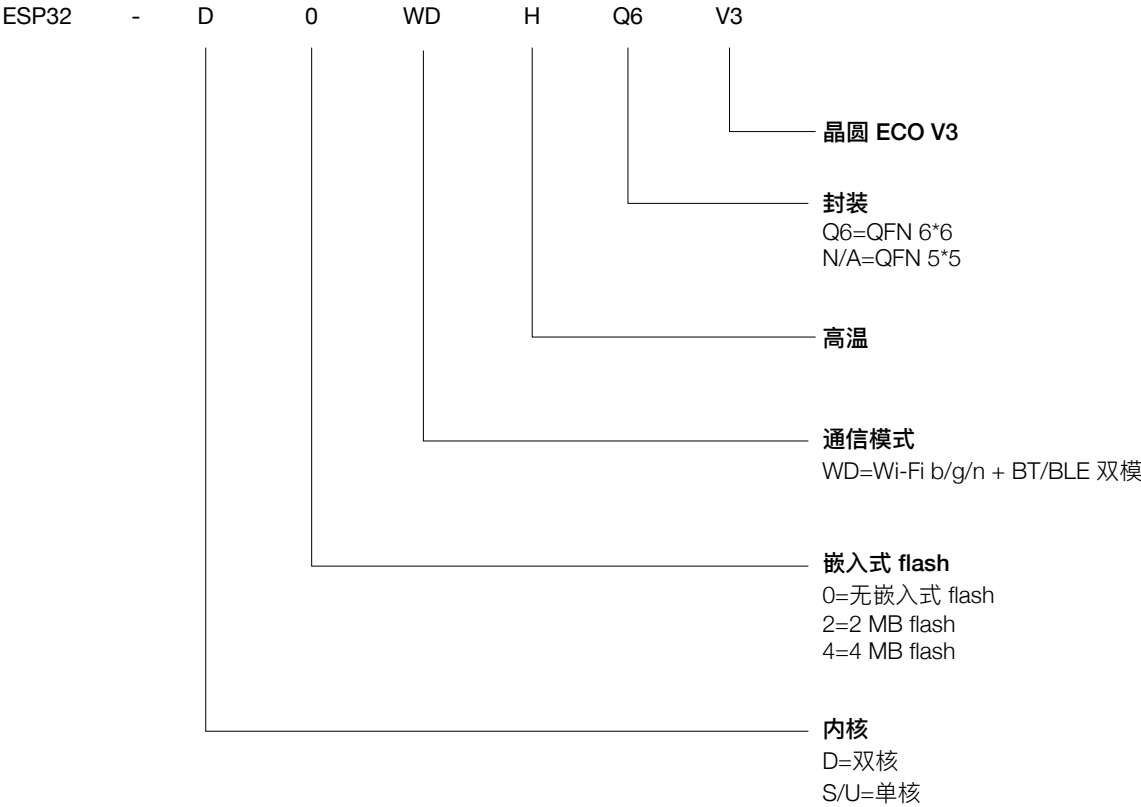 ESP32 - D 0 WD H Q6 V3
晶圆 ECO V3
封装
Q6=QFN 6*6
N/A=QFN 5*5
高温
通信模式
WD=Wi-Fi b/g/n + BT/BLE 双模
嵌入式 flash
0=无嵌入式 flash
2=2 MB flash
4=4 MB flash
内核
D=双核
S/U=单核